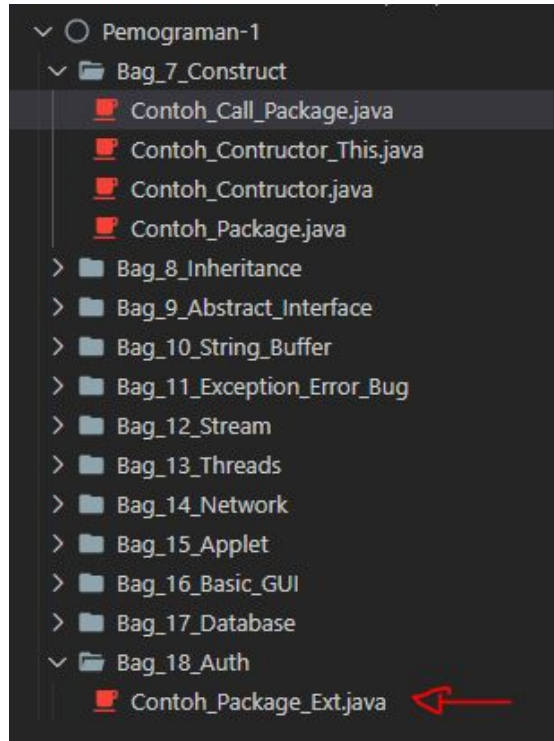 Pemograman-1
Bag_7_Construct
Contoh_Call_Package.java
Contoh_Contructor_This.java
Contoh_Contructor.java
Contoh_Package.java
Bag_8_Inheritance
Bag_9_Abstract_Interface
Bag_10_String_Buffer
Bag_11_Exception_Error_Bug
Bag_12_Stream
Bag_13_Threads
Bag_14_Network
Bag_15_Applet
Bag_16_Basic_GUI
Bag_17_Database
Bag_18_Auth
Contoh_Package_Ext.java